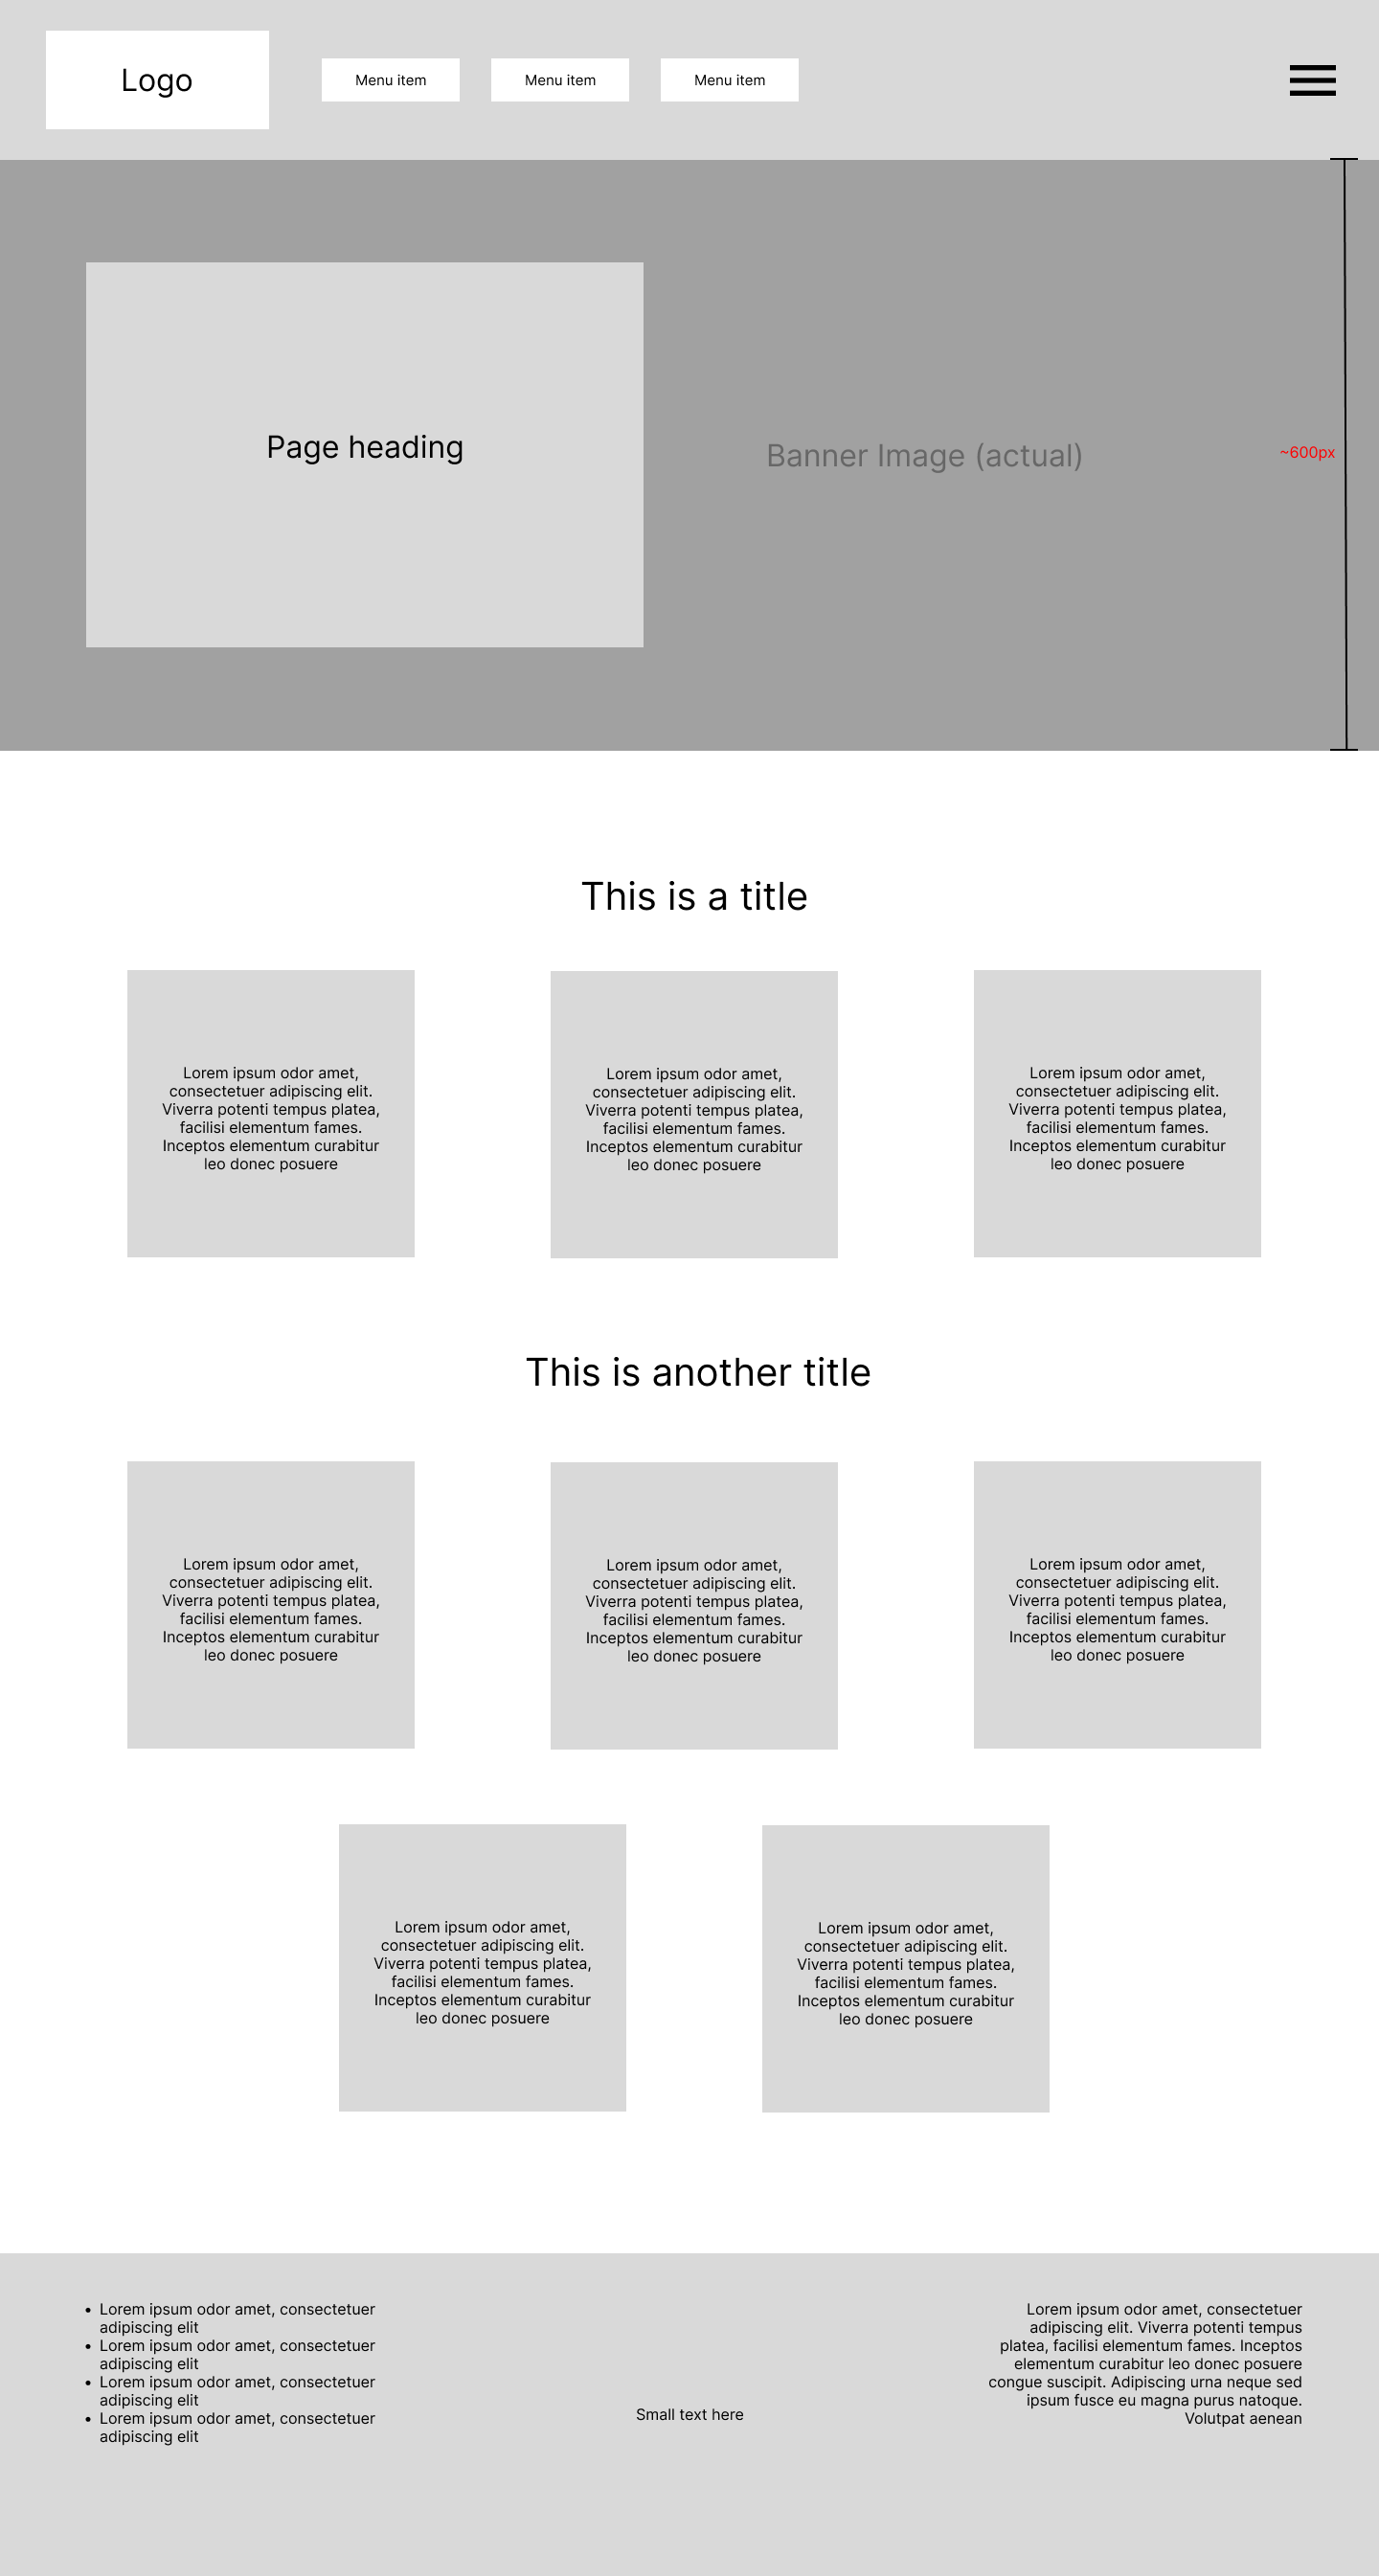 Logo
Menu item
Menu item
Menu item
Page heading
Banner Image (actual)
~600px
This is a title
Lorem ipsum odor amet,
consectetuer adipiscing elit.
Viverra potenti tempus platea,
facilisi elementum fames.
Inceptos elementum curabitur
leo donec posuere
Lorem ipsum odor amet,
consectetuer adipiscing elit.
Viverra potenti tempus platea,
facilisi elementum fames.
Inceptos elementum curabitur
leo donec posuere
Lorem ipsum odor amet,
consectetuer adipiscing elit.
Viverra potenti tempus platea,
facilisi elementum fames.
Inceptos elementum curabitur
leo donec posuere
This is another title
Lorem ipsum odor amet,
consectetuer adipiscing elit.
Viverra potenti tempus platea,
facilisi elementum fames.
Inceptos elementum curabitur
leo donec posuere
Lorem ipsum odor amet,
consectetuer adipiscing elit.
Viverra potenti tempus platea,
facilisi elementum fames.
Inceptos elementum curabitur
leo donec posuere
Lorem ipsum odor amet,
consectetuer adipiscing elit.
Viverra potenti tempus platea,
facilisi elementum fames.
Inceptos elementum curabitur
leo donec posuere
Lorem ipsum odor amet,
consectetuer adipiscing elit.
Viverra potenti tempus platea,
facilisi elementum fames.
Inceptos elementum curabitur
leo donec posuere
Lorem ipsum odor amet,
consectetuer adipiscing elit.
Viverra potenti tempus platea,
facilisi elementum fames.
Inceptos elementum curabitur
leo donec posuere
• Lorem ipsum odor amet, consectetuer
adipiscing elit
• Lorem ipsum odor amet, consectetuer
adipiscing elit
• Lorem ipsum odor amet, consectetuer
adipiscing elit
• Lorem ipsum odor amet, consectetuer
adipiscing elit
Small text here
Lorem ipsum odor amet, consectetuer
adipiscing elit. Viverra potenti tempus
platea, facilisi elementum fames. Inceptos
elementum curabitur leo donec posuere
congue suscipit. Adipiscing urna neque sed
ipsum fusce eu magna purus natoque.
Volutpat aenean